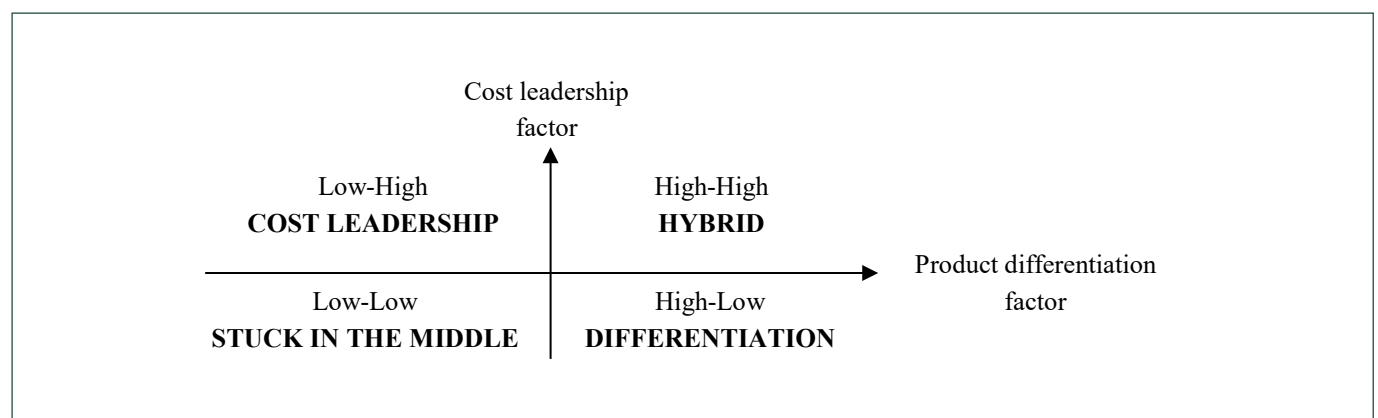 Cost leadership
factor
Low-High
COST LEADERSHIP
High-High
HYBRID
Product differentiation
factor
Low-Low
STUCK IN THE MIDDLE
High-Low
DIFFERENTIATION